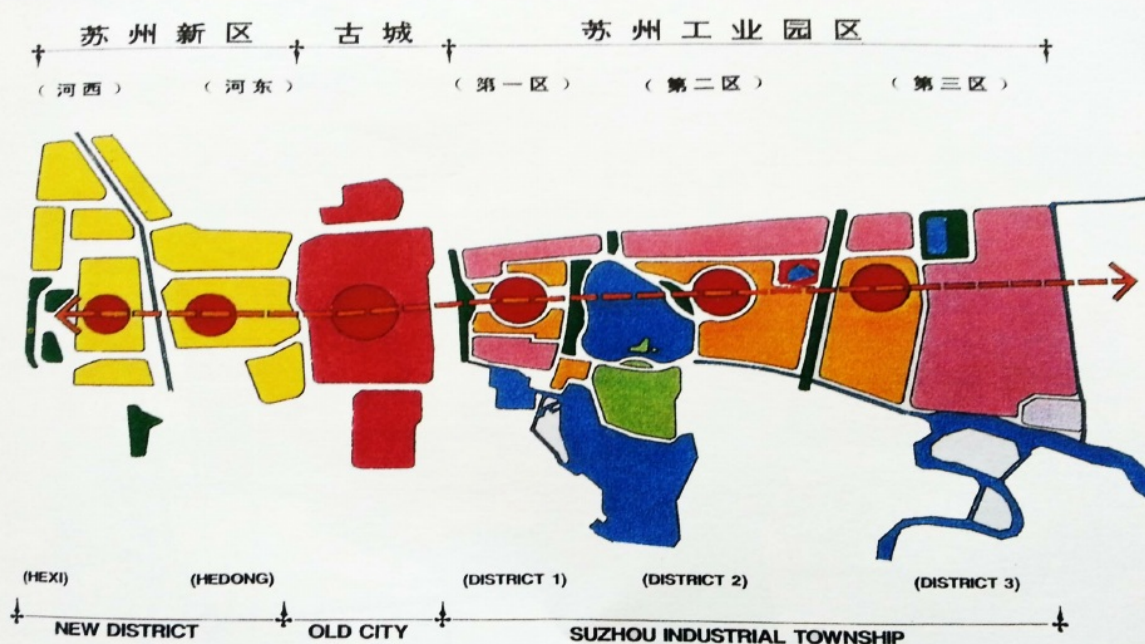 苏州新区 古城 苏州工业园区
（河西） （河东） （第一区） （第二区） （第三区）
(HEXI) (HEDONG) (DISTRICT 1) (DISTRICT 2) (DISTRICT 3)
NEW DISTRICT OLD CITY SUZHOU INDUSTRIAL TOWNSHIP